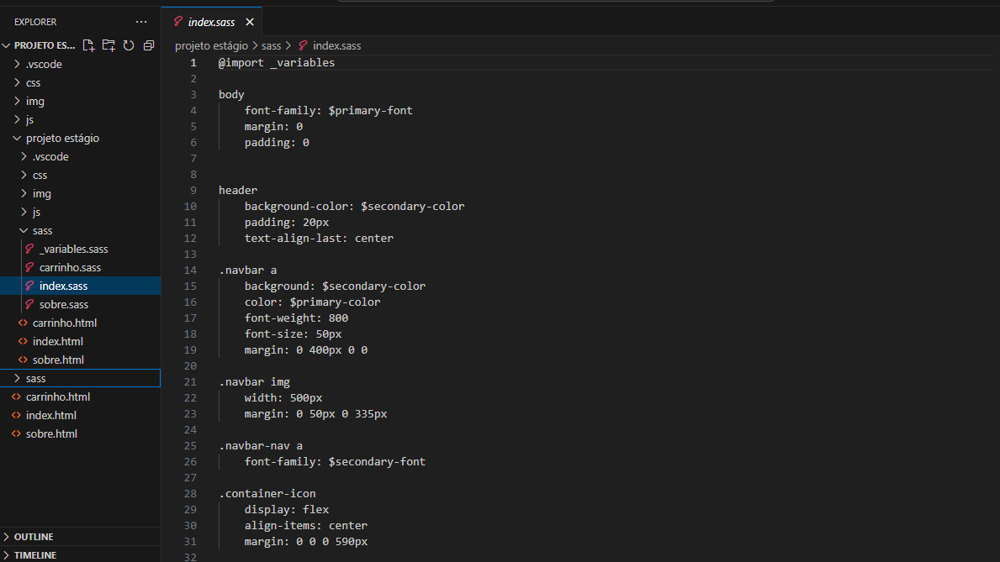 EXPLORER
PROJETO ES...
.vscode
css
img
js
projeto estágio
.vscode
css
img
js
sass
_variables.sass
carrinho.sass
index.sass
sobre.sass
carrinho.html
index.html
sobre.html
sass
carrinho.html
index.html
sobre.html
OUTLINE
TIMELINE
index.sass
projeto estágio > sass > index.sass
1 @import _variables
2
3 body
4 font-family: $primary-font
5 margin: 0
6 padding: 0
7
8
9 header
10 background-color: $secondary-color
11 padding: 20px
12 text-align-last: center
13
14 .navbar a
15 background: $secondary-color
16 color: $primary-color
17 font-weight: 800
18 font-size: 50px
19 margin: 0 400px 0 0
20
21 .navbar img
22 width: 500px
23 margin: 0 50px 0 335px
24
25 .navbar-nav a
26 font-family: $secondary-font
27
28 .container-icon
29 display: flex
30 align-items: center
31 margin: 0 0 0 590px
32